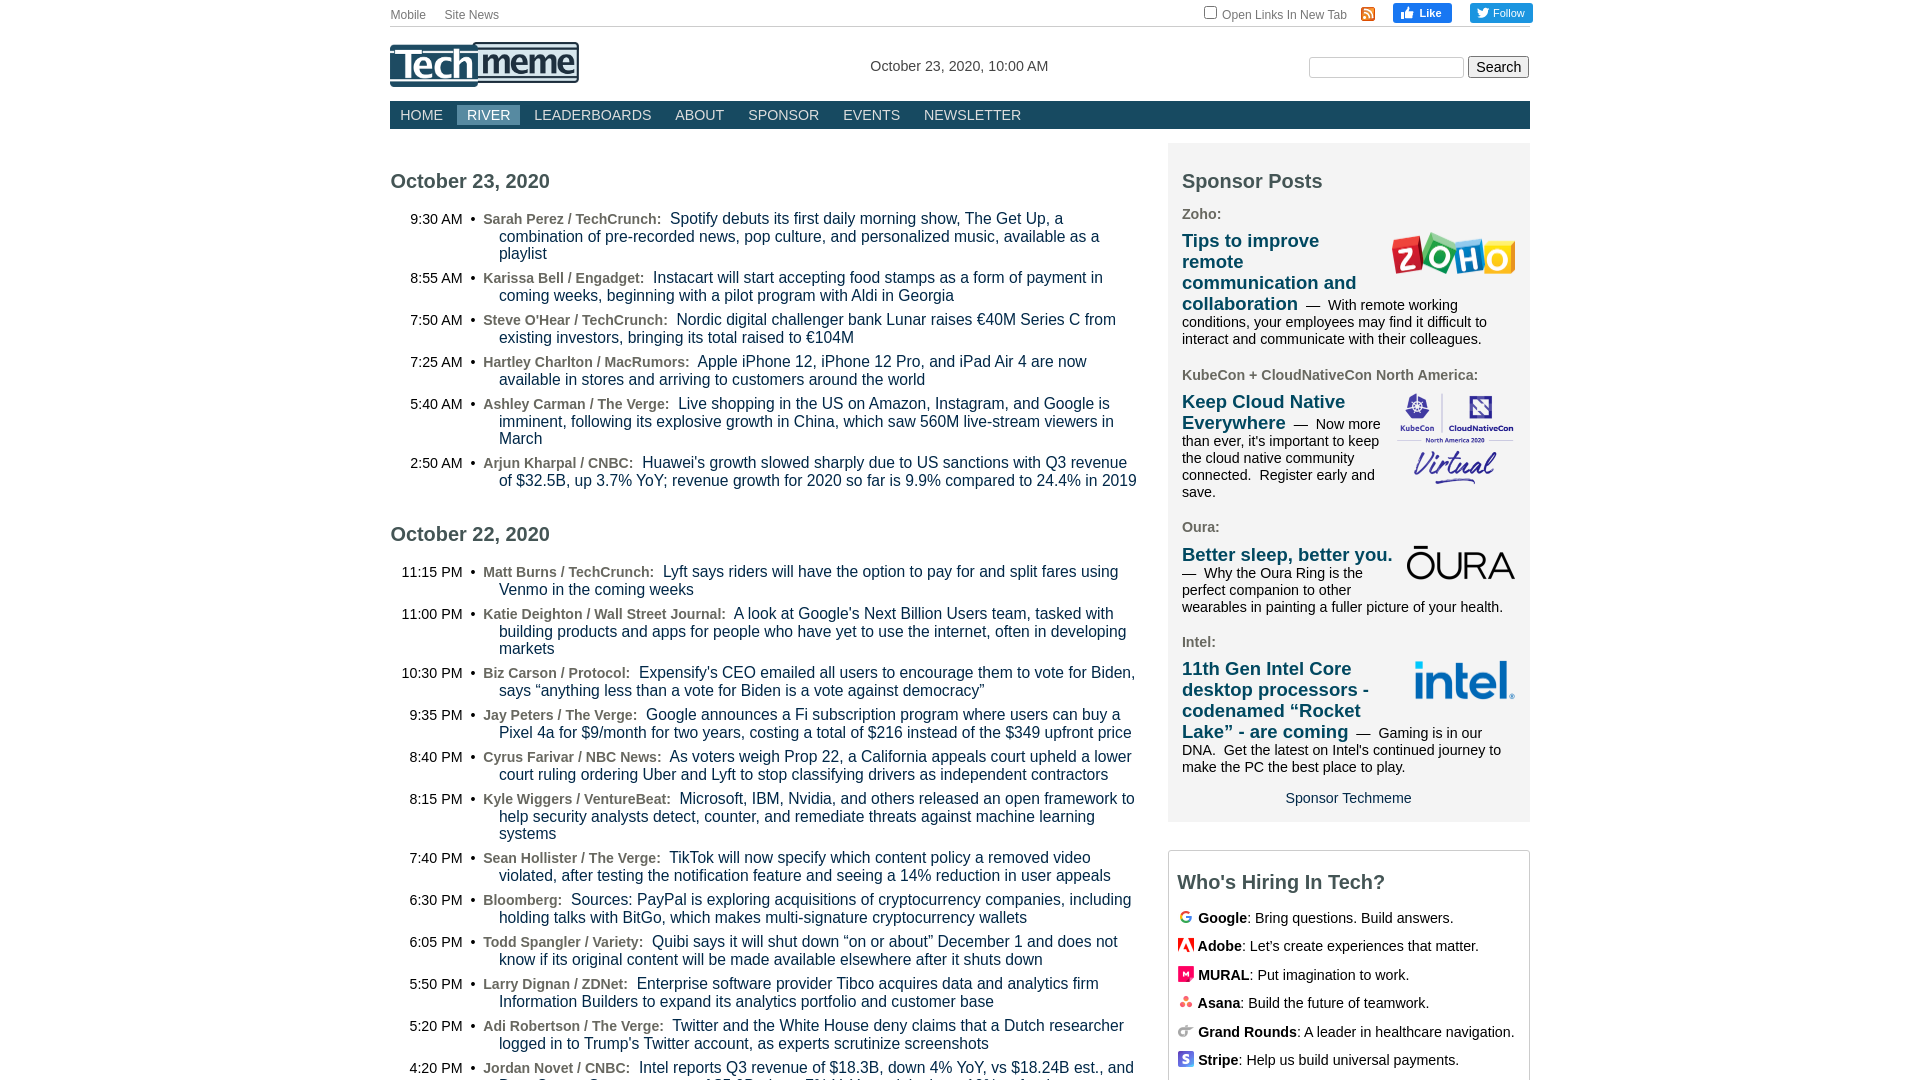 Mobile Site News Open Links In New Tab Like Follow
Techmeme October 23, 2020, 10:00 AM Search
HOME RIVER LEADERBOARDS ABOUT SPONSOR EVENTS NEWSLETTER
October 23, 2020
9:30 AM • Sarah Perez / TechCrunch: Spotify debuts its first daily morning show, The Get Up, a
combination of pre-recorded news, pop culture, and personalized music, available as a
playlist
8:55 AM • Karissa Bell / Engadget: Instacart will start accepting food stamps as a form of payment in
coming weeks, beginning with a pilot program with Aldi in Georgia
7:50 AM • Steve O'Hear / TechCrunch: Nordic digital challenger bank Lunar raises €40M Series C from
existing investors, bringing its total raised to €104M
7:25 AM • Hartley Charlton / MacRumors: Apple iPhone 12, iPhone 12 Pro, and iPad Air 4 are now
available in stores and arriving to customers around the world
5:40 AM • Ashley Carman / The Verge: Live shopping in the US on Amazon, Instagram, and Google is
imminent, following its explosive growth in China, which saw 560M live-stream viewers in
March
2:50 AM • Arjun Kharpal / CNBC: Huawei's growth slowed sharply due to US sanctions with Q3 revenue
of $32.5B, up 3.7% YoY; revenue growth for 2020 so far is 9.9% compared to 24.4% in 2019
October 22, 2020
11:15 PM • Matt Burns / TechCrunch: Lyft says riders will have the option to pay for and split fares using
Venmo in the coming weeks
11:00 PM • Katie Deighton / Wall Street Journal: A look at Google's Next Billion Users team, tasked with
building products and apps for people who have yet to use the internet, often in developing
markets
10:30 PM • Biz Carson / Protocol: Expensify's CEO emailed all users to encourage them to vote for Biden,
says “anything less than a vote for Biden is a vote against democracy”
9:35 PM • Jay Peters / The Verge: Google announces a Fi subscription program where users can buy a
Pixel 4a for $9/month for two years, costing a total of $216 instead of the $349 upfront price
8:40 PM • Cyrus Farivar / NBC News: As voters weigh Prop 22, a California appeals court upheld a lower
court ruling ordering Uber and Lyft to stop classifying drivers as independent contractors
8:15 PM • Kyle Wiggers / VentureBeat: Microsoft, IBM, Nvidia, and others released an open framework to
help security analysts detect, counter, and remediate threats against machine learning
systems
7:40 PM • Sean Hollister / The Verge: TikTok will now specify which content policy a removed video
violated, after testing the notification feature and seeing a 14% reduction in user appeals
6:30 PM • Bloomberg: Sources: PayPal is exploring acquisitions of cryptocurrency companies, including
holding talks with BitGo, which makes multi-signature cryptocurrency wallets
6:05 PM • Todd Spangler / Variety: Quibi says it will shut down “on or about” December 1 and does not
know if its original content will be made available elsewhere after it shuts down
5:50 PM • Larry Dignan / ZDNet: Enterprise software provider Tibco acquires data and analytics firm
Information Builders to expand its analytics portfolio and customer base
5:20 PM • Adi Robertson / The Verge: Twitter and the White House deny claims that a Dutch researcher
logged in to Trump's Twitter account, as experts scrutinize screenshots
4:20 PM • Jordan Novet / CNBC: Intel reports Q3 revenue of $18.3B, down 4% YoY, vs $18.24B est., and
Sponsor Posts
Zoho:
Tips to improve
remote
communication and
collaboration — With remote working
conditions, your employees may find it difficult to
interact and communicate with their colleagues.
ZOHO
KubeCon + CloudNativeCon North America:
Keep Cloud Native
Everywhere — Now more
than ever, it's important to keep
the cloud native community
connected. Register early and
save.
KubeCon CloudNativeCon
North America 2020
Virtual
Oura:
Better sleep, better you.
— Why the Oura Ring is the
perfect companion to other
wearables in painting a fuller picture of your health.
ŌURA
Intel:
11th Gen Intel Core
desktop processors -
codenamed “Rocket
Lake” - are coming — Gaming is in our
DNA. Get the latest on Intel's continued journey to
make the PC the best place to play.
intel®
Sponsor Techmeme
Who's Hiring In Tech?
Google: Bring questions. Build answers.
Adobe: Let’s create experiences that matter.
MURAL: Put imagination to work.
Asana: Build the future of teamwork.
Grand Rounds: A leader in healthcare navigation.
Stripe: Help us build universal payments.